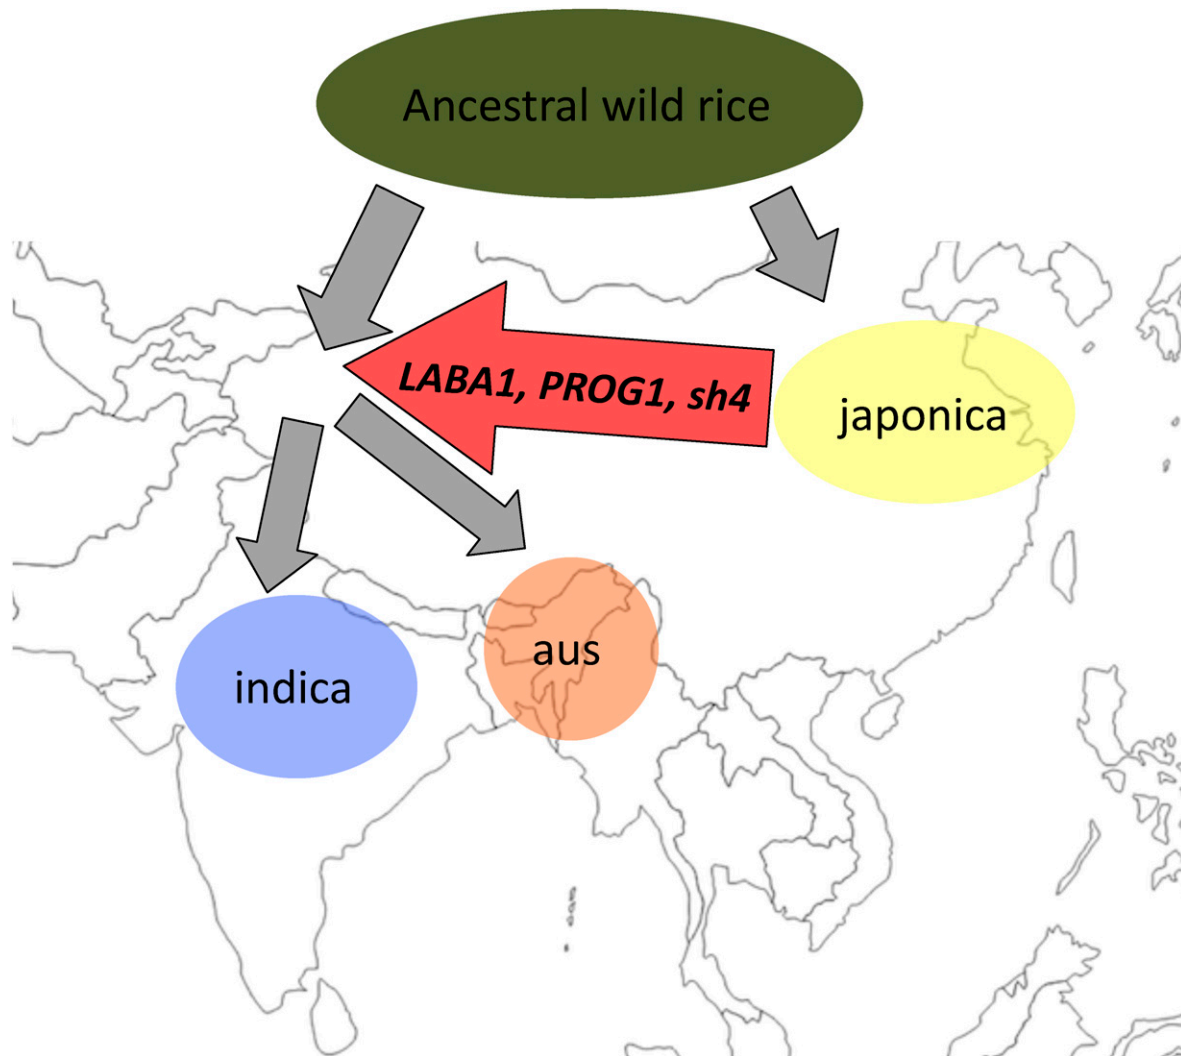 Ancestral wild rice
LABA1, PROG1, sh4
japonica
aus
indica